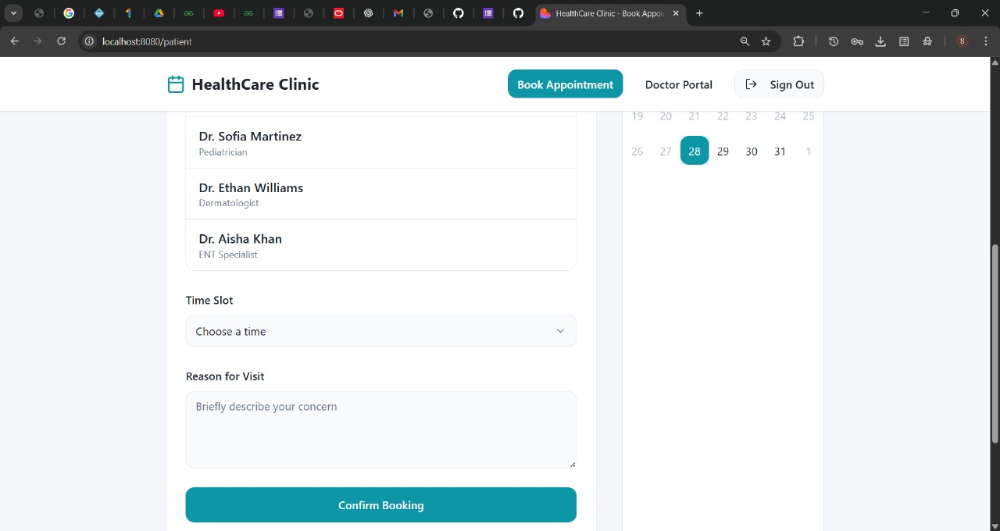 HealthCare Clinic - Book Appoi
localhost:8080/patient
S
HealthCare Clinic
Book Appointment
Doctor Portal
Sign Out
Dr. Sofia Martinez
Pediatrician
Dr. Ethan Williams
Dermatologist
Dr. Aisha Khan
ENT Specialist
Time Slot
Choose a time
Reason for Visit
Briefly describe your concern
Confirm Booking
19 20 21 22 23 24 25
26 27 28 29 30 31 1